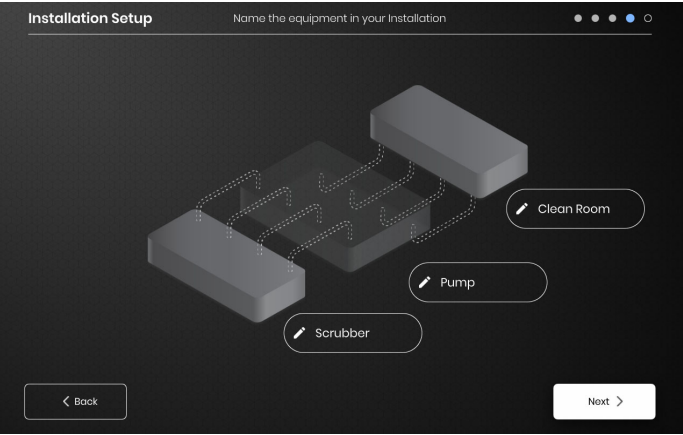 Installation Setup
Name the equipment in your Installation
Clean Room
Pump
Scrubber
Back
Next